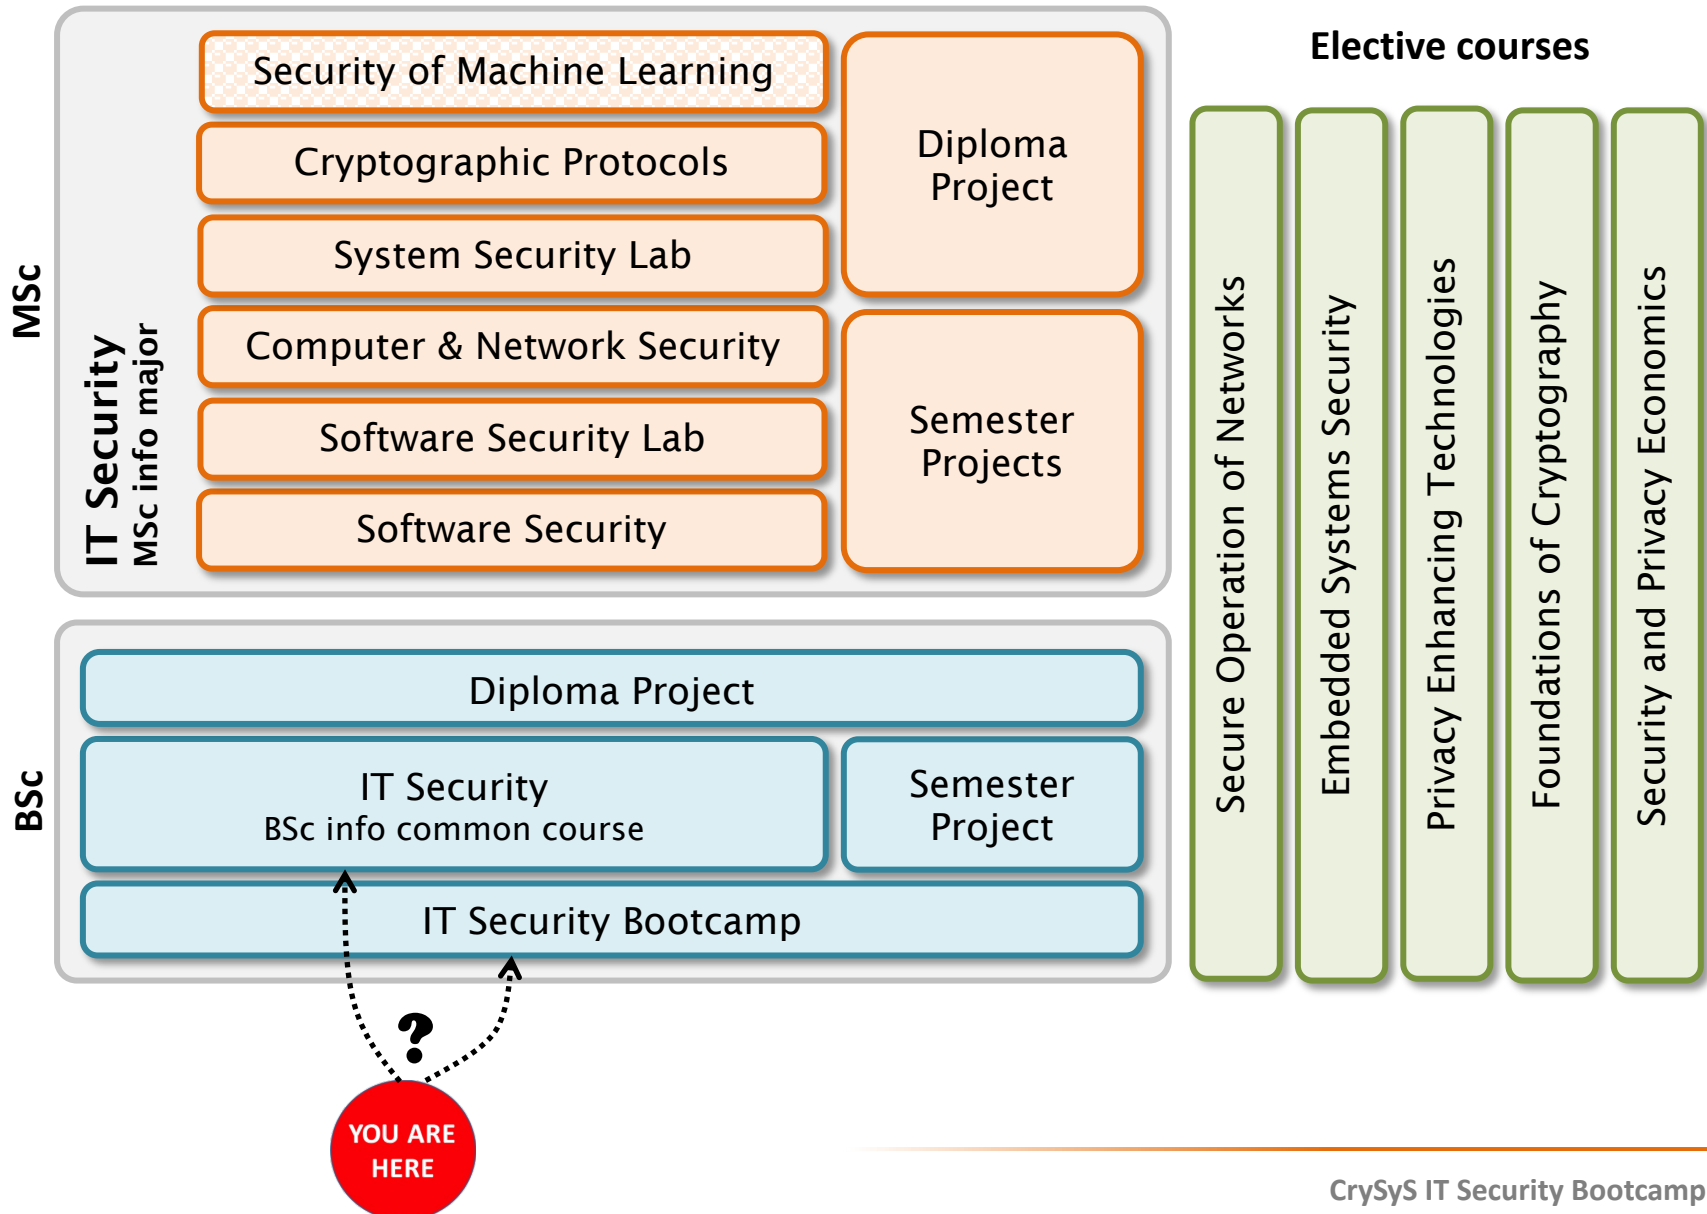 MSc
IT Security
MSc info major
Security of Machine Learning
Cryptographic Protocols
System Security Lab
Computer & Network Security
Software Security Lab
Software Security
Diploma
Project
Semester
Projects
BSc
Diploma Project
IT Security
BSc info common course
Semester
Project
IT Security Bootcamp
?
YOU ARE
HERE
Elective courses
Secure Operation of Networks
Embedded Systems Security
Privacy Enhancing Technologies
Foundations of Cryptography
Security and Privacy Economics
CrySyS IT Security Bootcamp